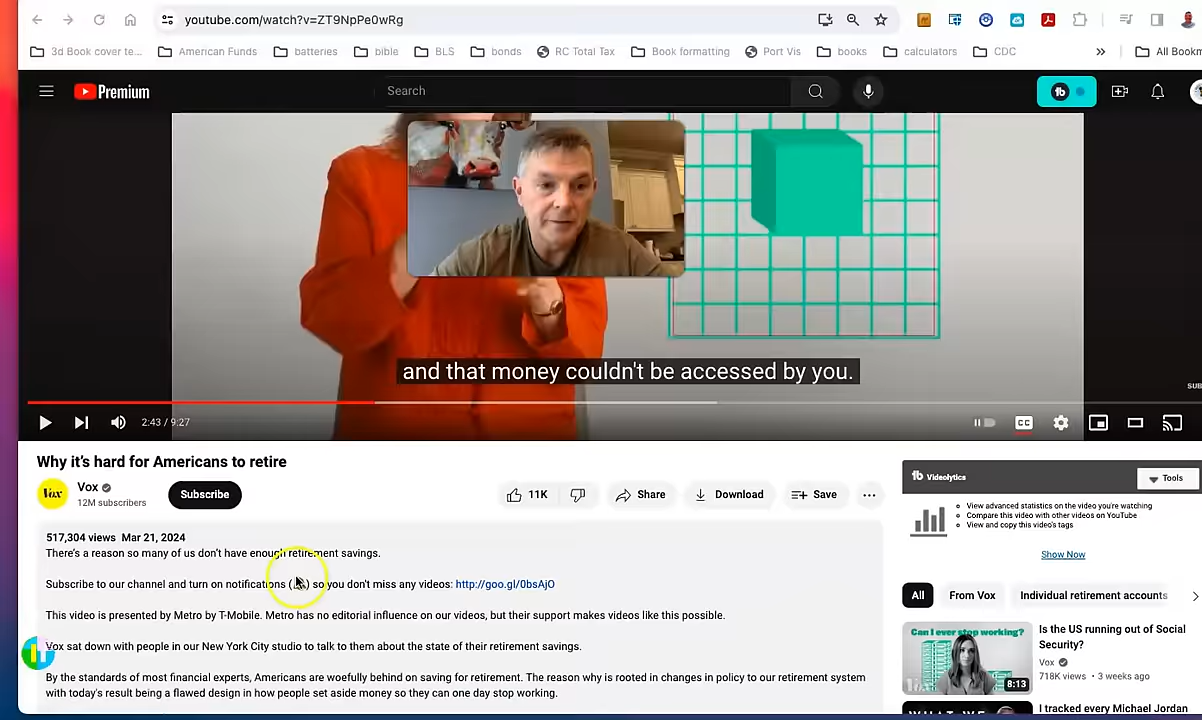 youtube.com/watch?v=ZT9NpPe0wRg
3d Book cover te...
American Funds
batteries
bible
BLS
bonds
RC Total Tax
Book formatting
Port Vis
books
calculators
CDC
»
All Bookm
Premium
Search
and that money couldn't be accessed by you.
SUB
2:43 / 9:27
CC
Why it's hard for Americans to retire
Vox
Vox
12M subscribers
Subscribe
11K
Share
Download
Save
517,304 views Mar 21, 2024
There's a reason so many of us don't have enough retirement savings.
Subscribe to our channel and turn on notifications ( ) so you don't miss any videos: http://goo.gl/0bsAjO
This video is presented by Metro by T-Mobile. Metro has no editorial influence on our videos, but their support makes videos like this possible.
Vox sat down with people in our New York City studio to talk to them about the state of their retirement savings.
By the standards of most financial experts, Americans are woefully behind on saving for retirement. The reason why is rooted in changes in policy to our retirement system
with today's result being a flawed design in how people set aside money so they can one day stop working.
tb Videolytics
Tools
View advanced statistics on the video you're watching
Compare this video with other videos on YouTube
View and copy this video's tags
Show Now
All
From Vox
Individual retirement accounts
Can I ever stop working?
8:13
Is the US running out of Social
Security?
Vox
718K views • 3 weeks ago
I tracked every Michael Jordan